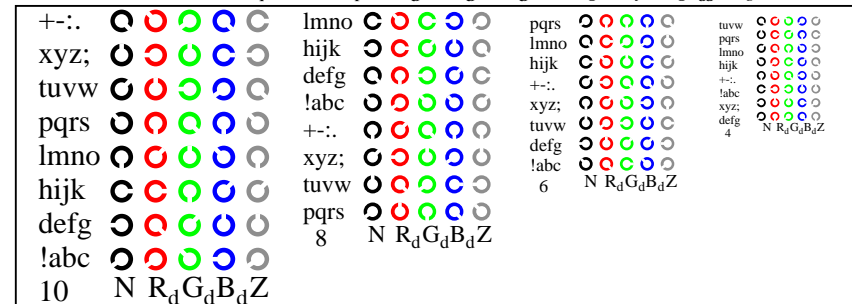 +-:.
xyz;
tuvw
pqrs
lmno
hijk
defg
!abc
10 N RdGdBdZ
lmno
hijk
defg
!abc
+-:.
xyz;
tuvw
pqrs
8 N RdGdBdZ
pqrs
lmno
hijk
+-:.
xyz;
tuvw
defg
!abc
6 N RdGdBdZ
tuvw
pqrs
lmno
hijk
+-:.
!abc
xyz;
defg
4 N RdGdBdZ